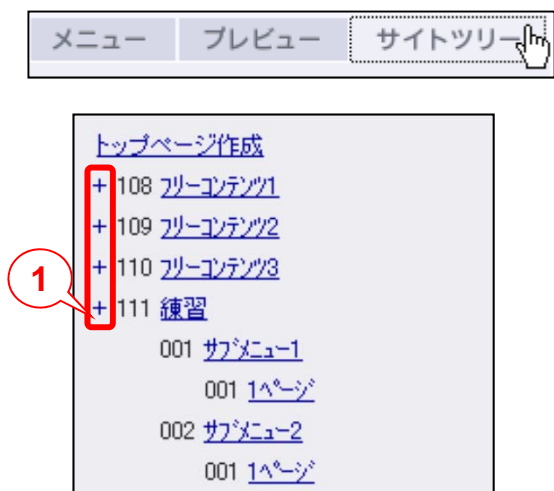 メニュー プレビュー サイトツリー
トップページ作成
+ 108 ﾌﾘｰｺﾝﾃﾝﾂ1
+ 109 ﾌﾘｰｺﾝﾃﾝﾂ2
+ 110 ﾌﾘｰｺﾝﾃﾝﾂ3
1
+ 111 練習
001 ｻﾌﾞﾒﾆｭｰ1
001 1ﾍﾟｰｼﾞ
002 ｻﾌﾞﾒﾆｭｰ2
001 1ﾍﾟｰｼﾞ